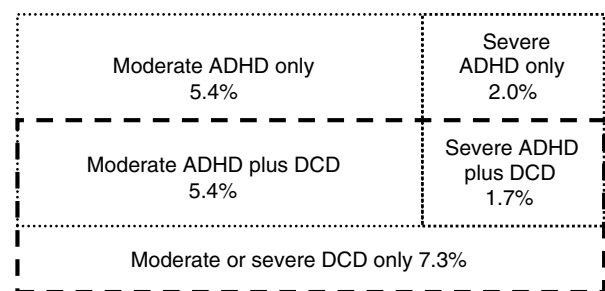 Moderate ADHD only
5.4%
Severe
ADHD only
2.0%
Moderate ADHD plus DCD
5.4%
Severe ADHD
plus DCD
1.7%
Moderate or severe DCD only 7.3%